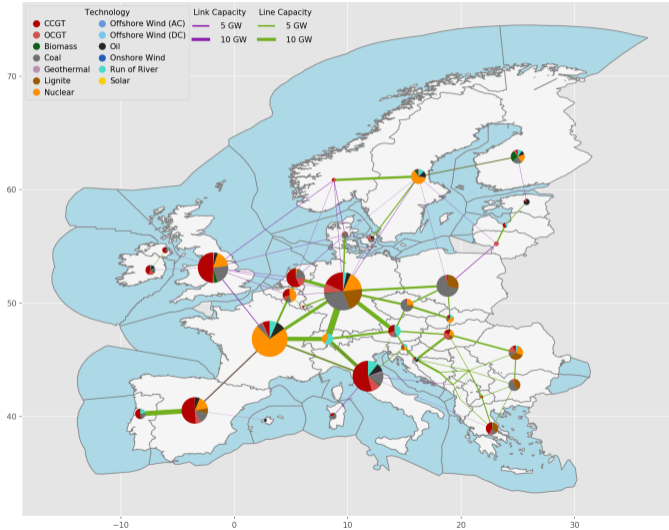 Technology
CCGT
OCGT
Biomass
Coal
Geothermal
Lignite
Nuclear
Offshore Wind (AC)
Offshore Wind (DC)
Oil
Onshore Wind
Run of River
Solar
Link Capacity
5 GW
10 GW
Line Capacity
5 GW
10 GW
70
60
50
40
−10
0
10
20
30